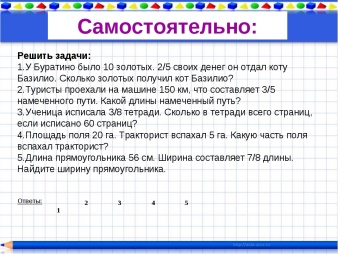 Самостоятельно:
Решить задачи:
1.У Буратино было 10 золотых. 2/5 своих денег он отдал коту
Базилио. Сколько золотых получил кот Базилио?
2.Туристы проехали на машине 150 км, что составляет 3/5
намеченного пути. Какой длины намеченный путь?
3.Ученица исписала 3/8 тетради. Сколько в тетради всего страниц,
если исписано 60 страниц?
4.Площадь поля 20 га. Тракторист вспахал 5 га. Какую часть поля
вспахал тракторист?
5.Длина прямоугольника 56 см. Ширина составляет 7/8 длины.
Найдите ширину прямоугольника.
Ответы:
1 2 3 4 5